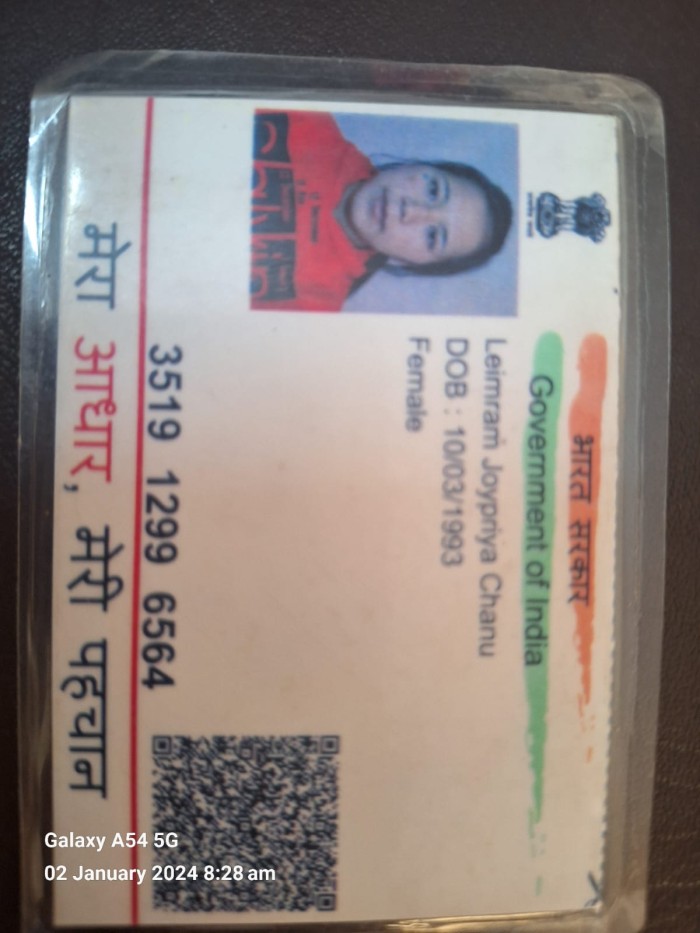 भारत सरकार
Government of India
Leimram Joypriya Chanu
DOB : 10/03/1993
Female
3519 1299 6564
मेरा आधार, मेरी पहचान
Galaxy A54 5G
02 January 2024 8:28 am